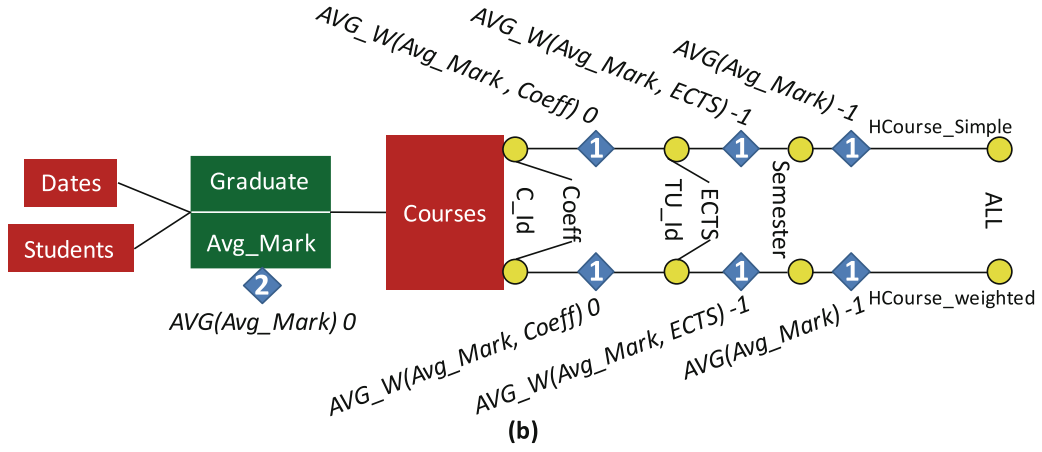 AVG_W(Avg_Mark , Coeff) 0
AVG_W(Avg_Mark, ECTS) -1
AVG(Avg_Mark) -1
HCourse_Simple
1
1
1
Dates
Students
Graduate
Avg_Mark
2
AVG(Avg_Mark) 0
Courses
C_Id
Coeff
TU_Id
ECTS
Semester
ALL
1
1
1
HCourse_weighted
AVG_W(Avg_Mark, Coeff) 0
AVG_W(Avg_Mark, ECTS) -1
AVG(Avg_Mark) -1
(b)